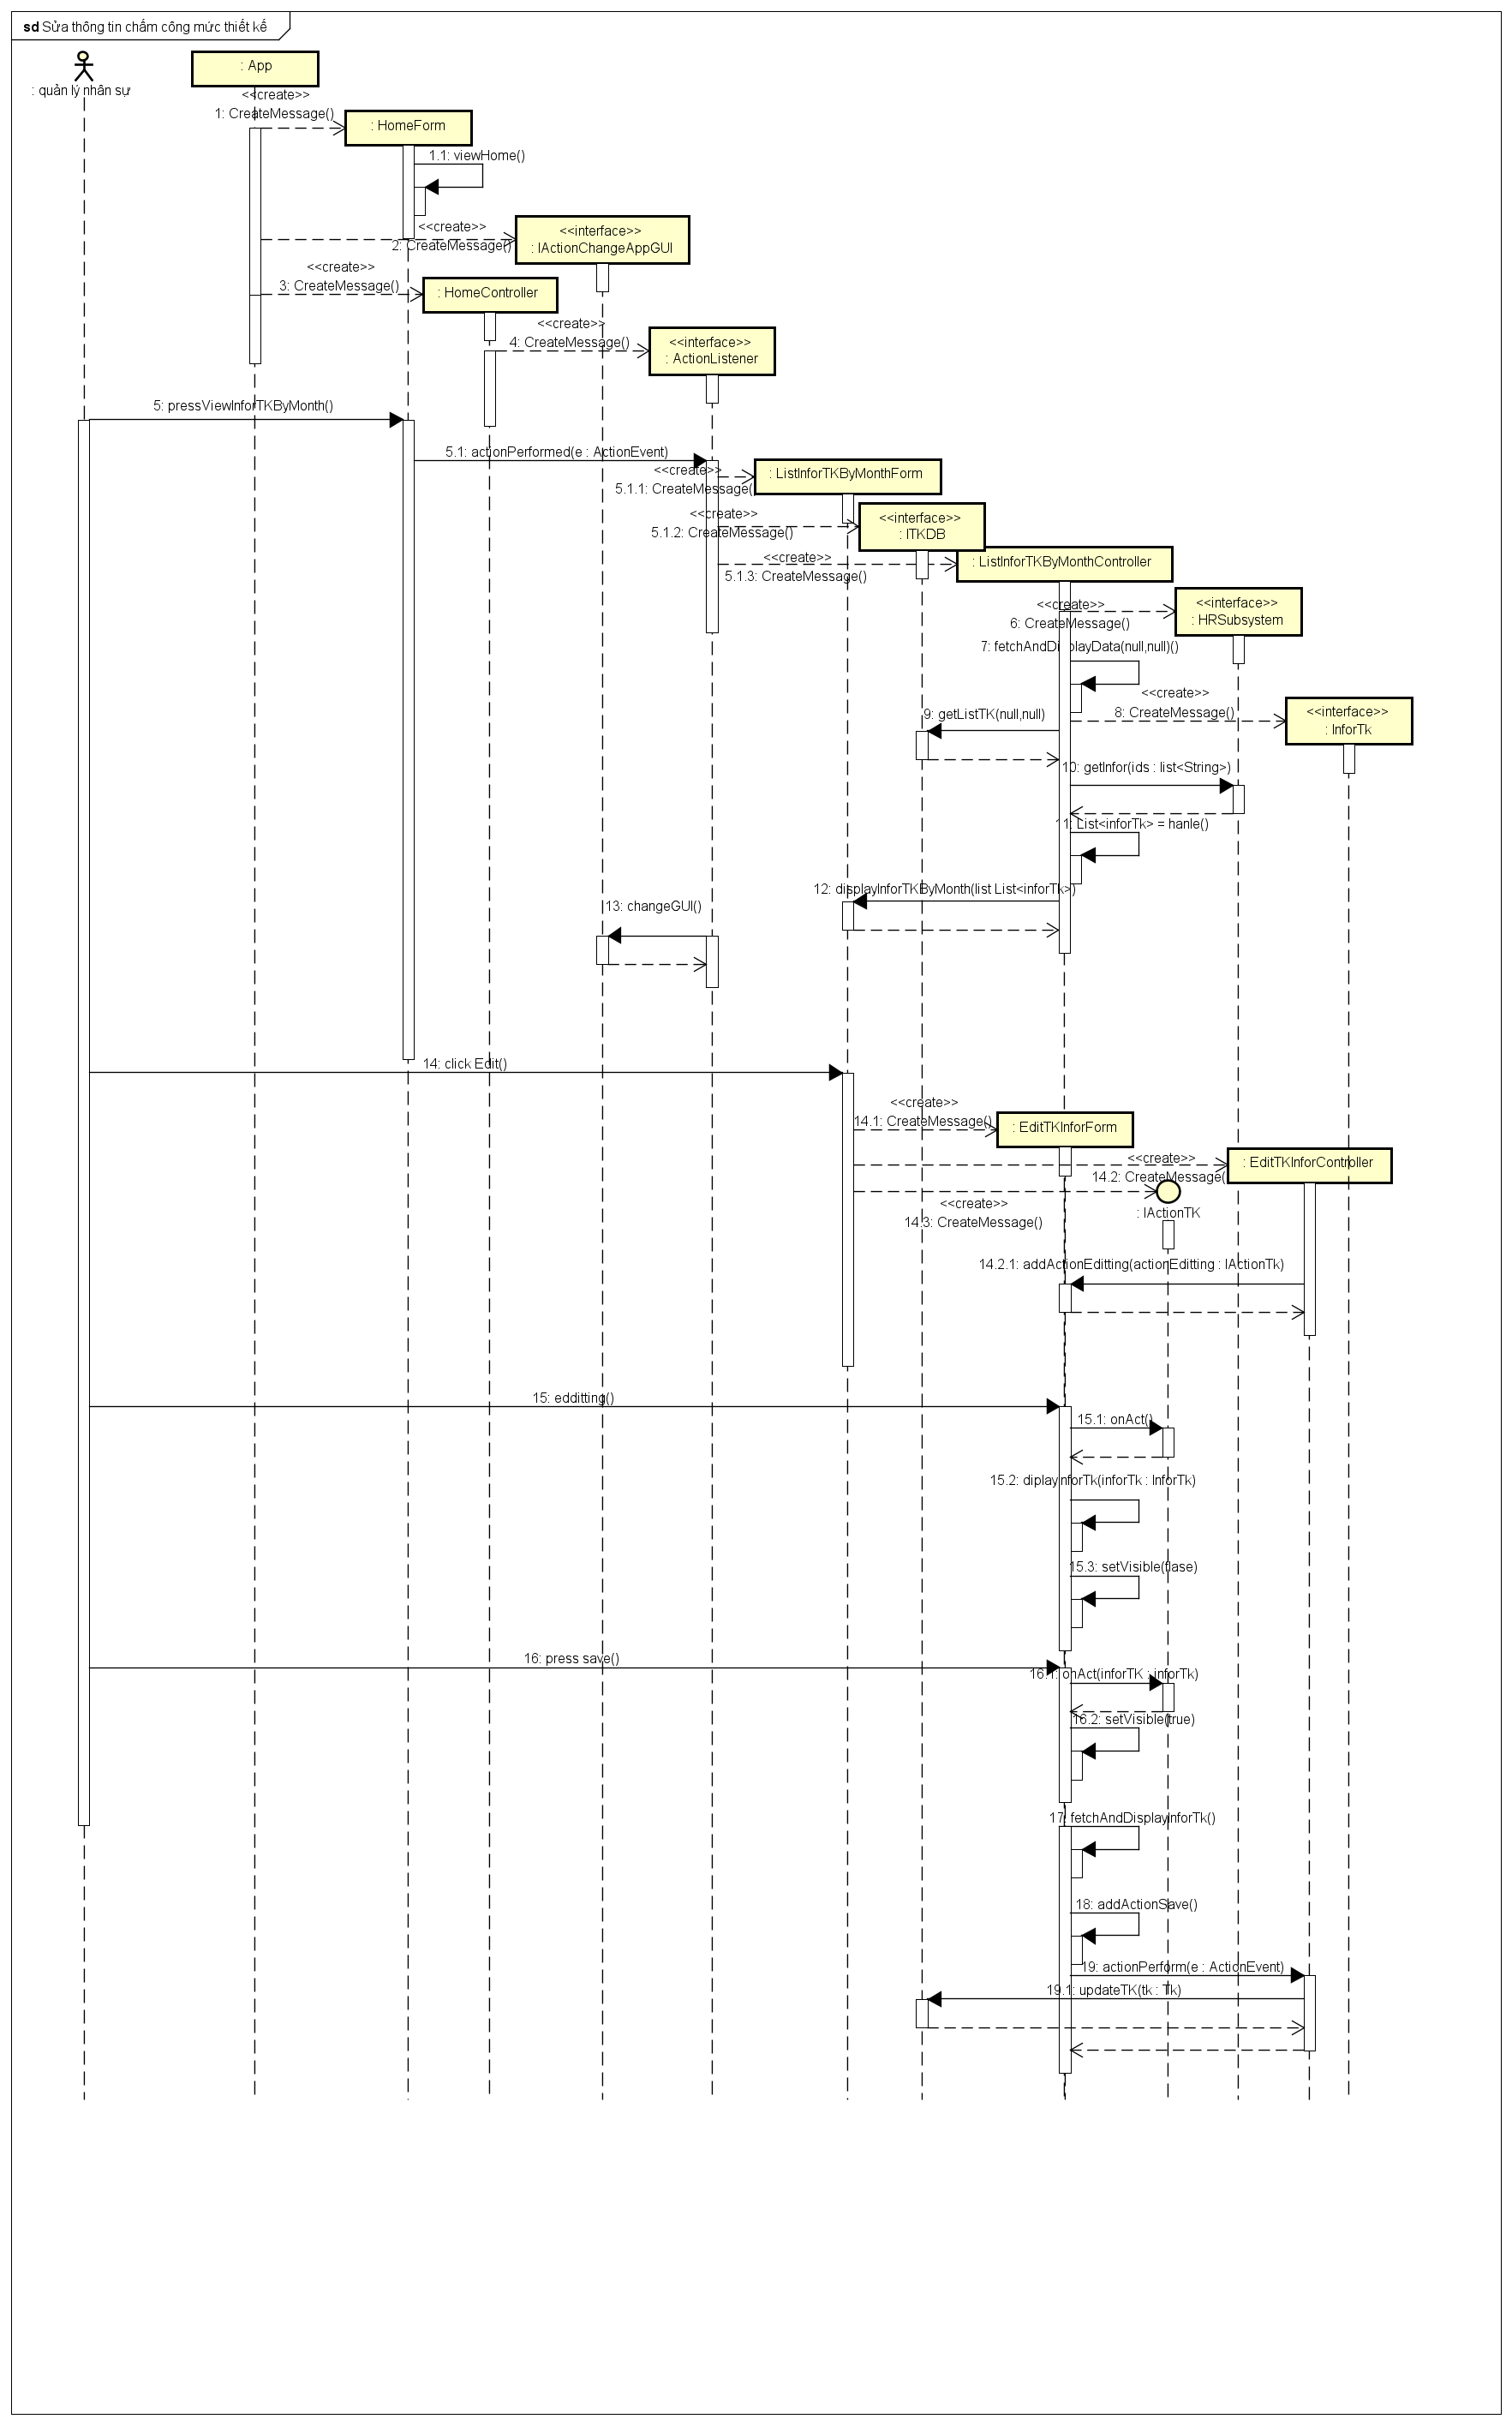 sd Sửa thông tin chấm công mức thiết kế
: quản lý nhân sự
: App
<<create>>
1: CreateMessage()
: HomeForm
1.1: viewHome()
<<create>>
2: CreateMessage()
<<interface>>
: IActionChangeAppGUI
<<create>>
3: CreateMessage()
: HomeController
<<create>>
4: CreateMessage()
<<interface>>
: ActionListener
5: pressViewInforTKByMonth()
5.1: actionPerformed(e : ActionEvent)
<<create>>
5.1.1: CreateMessage()
: ListInforTKByMonthForm
<<create>>
5.1.2: CreateMessage()
<<interface>>
: ITKDB
<<create>>
5.1.3: CreateMessage()
: ListInforTKByMonthController
<<create>>
6: CreateMessage()
<<interface>>
: HRSubsystem
7: fetchAndDisplayData(null,null)()
<<create>>
8: CreateMessage()
<<interface>>
: InforTk
9: getListTK(null,null)
10: getInfor(ids : list<String>)
11: List<inforTk> = hanle()
12: displayInforTKByMonth(list List<inforTk>)
13: changeGUI()
14: click Edit()
<<create>>
14.1: CreateMessage()
: EditTKInforForm
<<create>>
14.2: CreateMessage()
: EditTKInforController
<<create>>
14.3: CreateMessage()
: IActionTK
14.2.1: addActionEditting(actionEditting : IActionTk)
15: edditting()
15.1: onAct()
15.2: diplayInforTk(inforTk : InforTk)
15.3: setVisible(flase)
16: press save()
16.1: onAct(inforTK : inforTk)
16.2: setVisible(true)
17: fetchAndDisplayInforTk()
18: addActionSave()
19: actionPerform(e : ActionEvent)
19.1: updateTK(tk : Tk)